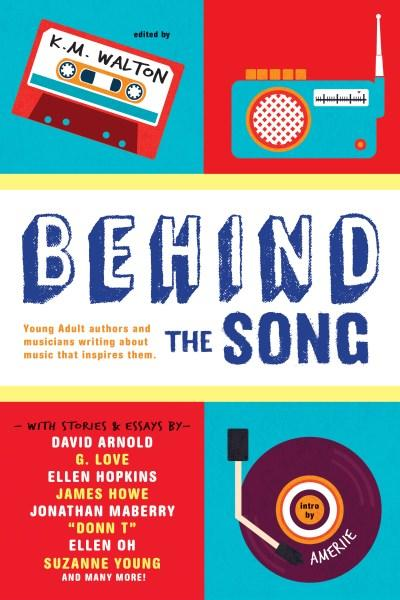 edited by
K.M. WALTON
BEHIND
THE SONG
Young Adult authors and
musicians writing about
music that inspires them.
– WITH STORIES & ESSAYS BY –
DAVID ARNOLD
G. LOVE
ELLEN HOPKINS
JAMES HOWE
JONATHAN MABERRY
"DONN T"
ELLEN OH
SUZANNE YOUNG
AND MANY MORE!
intro
by
AMERIIE